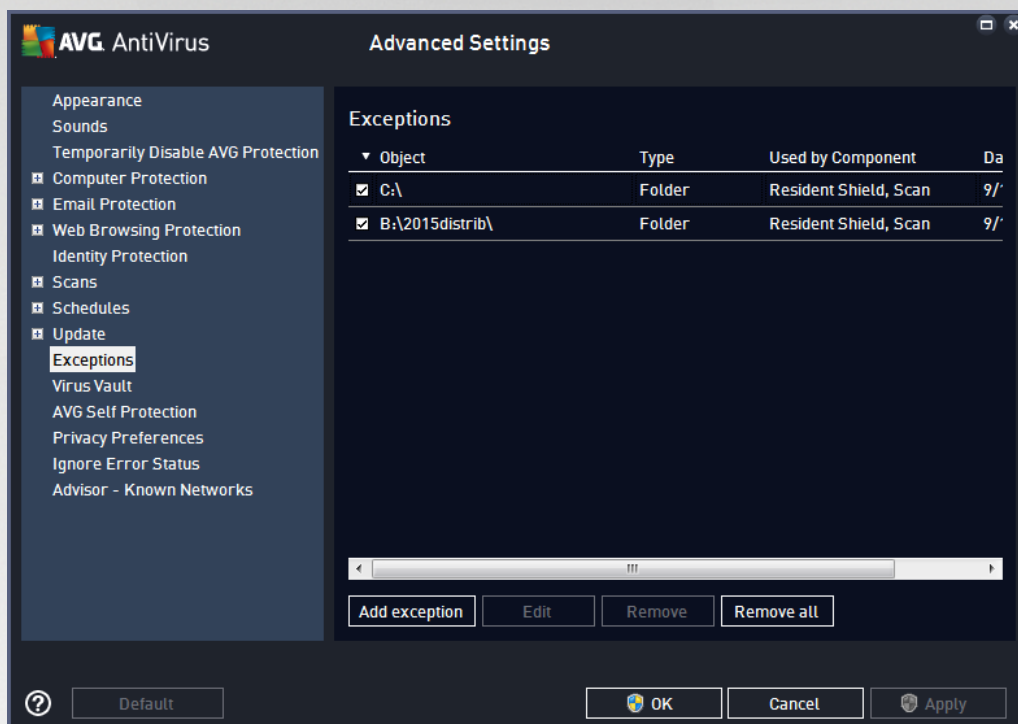 AVG AntiVirus
Advanced Settings
Appearance
Sounds
Temporarily Disable AVG Protection
Computer Protection
Email Protection
Web Browsing Protection
Identity Protection
Scans
Schedules
Update
Exceptions
Virus Vault
AVG Self Protection
Privacy Preferences
Ignore Error Status
Advisor - Known Networks
Exceptions
Object Type Used by Component Da
C:\ Folder Resident Shield, Scan 9/
B:\2015distrib\ Folder Resident Shield, Scan 9/
Add exception Edit Remove Remove all
? Default OK Cancel Apply